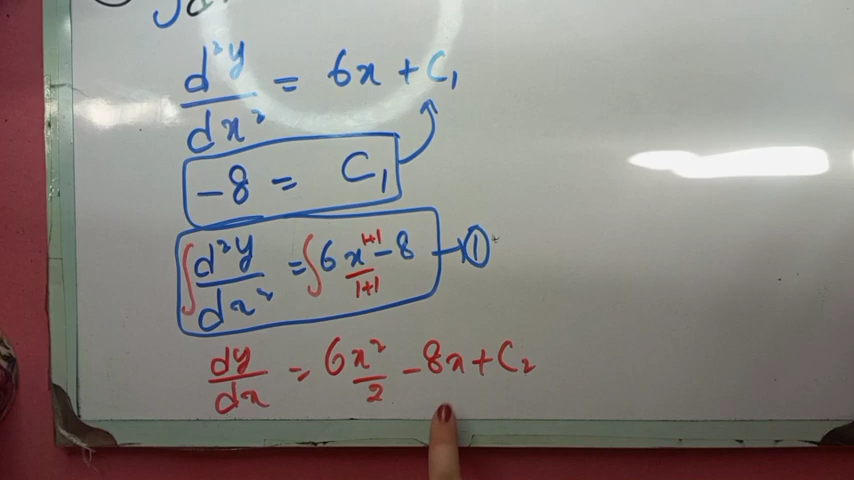 d²y/dx² = 6x + C₁
-8 = C₁
∫ d²y/dx² = ∫ 6 x¹⁺¹/1+1 - 8 → ①
dy/dx = 6x²/2 - 8x + C₂